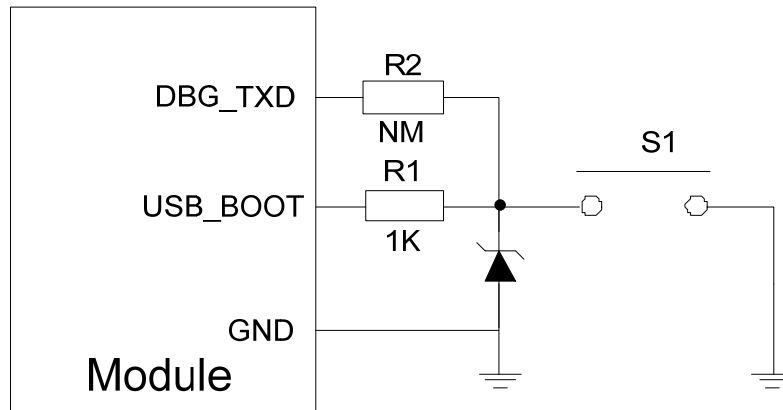 R2
DBG_TXD
NM
S1
R1
USB_BOOT
1K
GND
Module